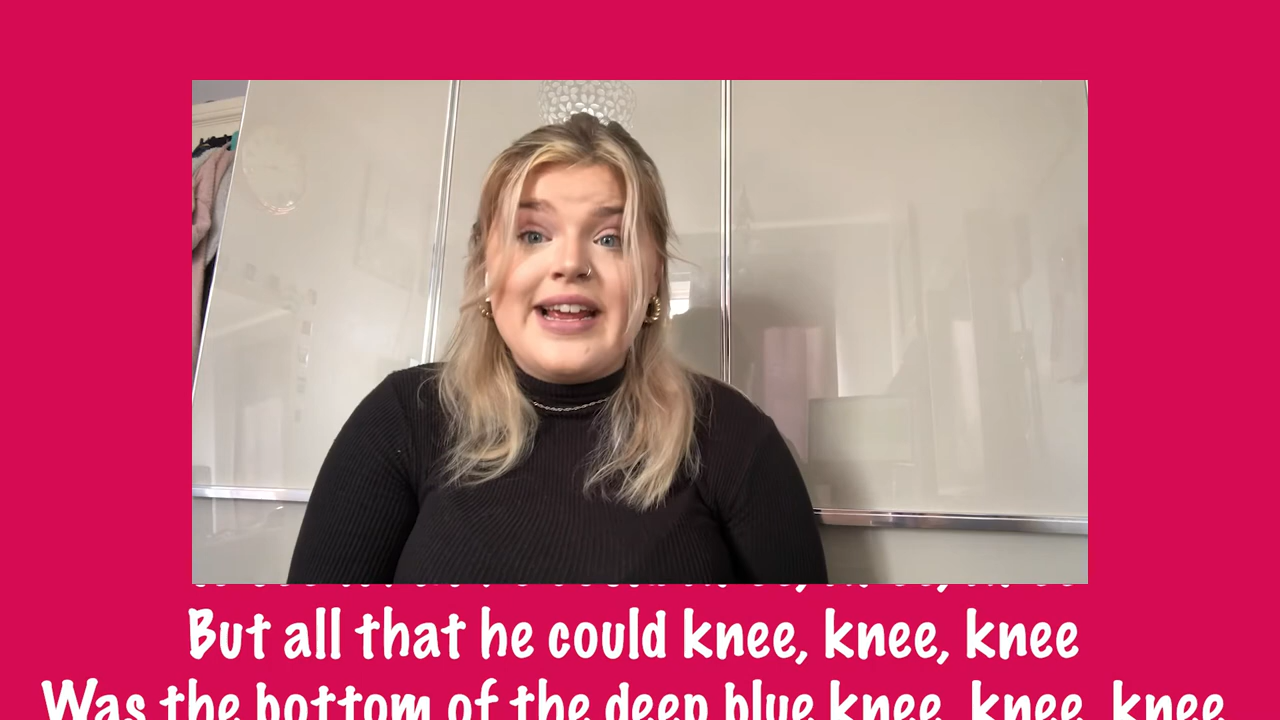 But all that he could knee, knee, knee
Was the bottom of the deep blue knee, knee, knee